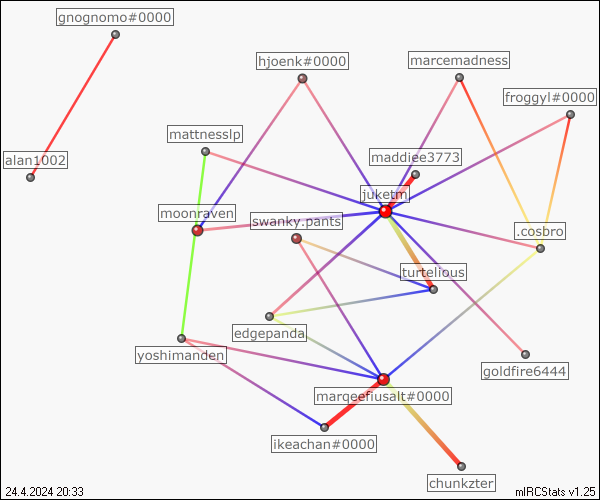 gnognomo#0000
hjoenk#0000
marcemadness
froggyl#0000
mattnesslp
alan1002
maddiee3773
juketm
moonraven
swanky.pants
.cosbro
turtelious
edgepanda
yoshimanden
goldfire6444
marqeefiusalt#0000
ikeachan#0000
chunkzter
24.4.2024 20:33
mIRCStats v1.25